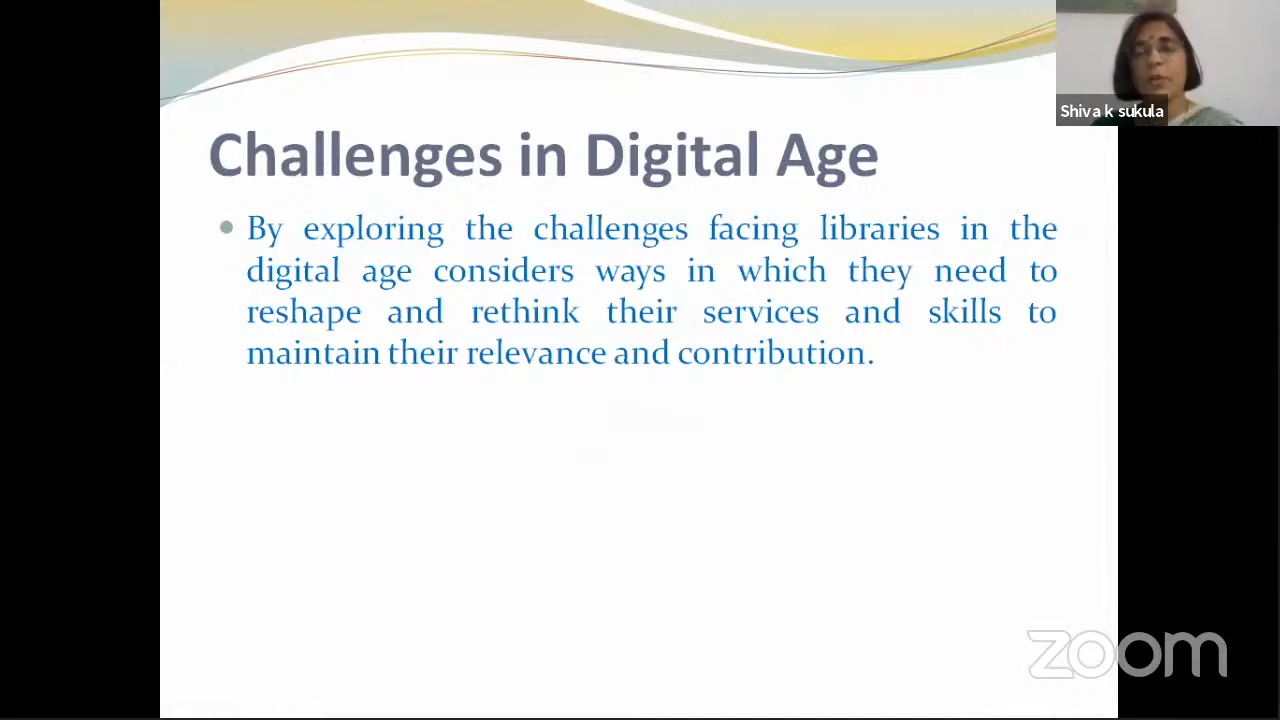 Shiva k sukula
Challenges in Digital Age
• By exploring the challenges facing libraries in the
digital age considers ways in which they need to
reshape and rethink their services and skills to
maintain their relevance and contribution.
zoom